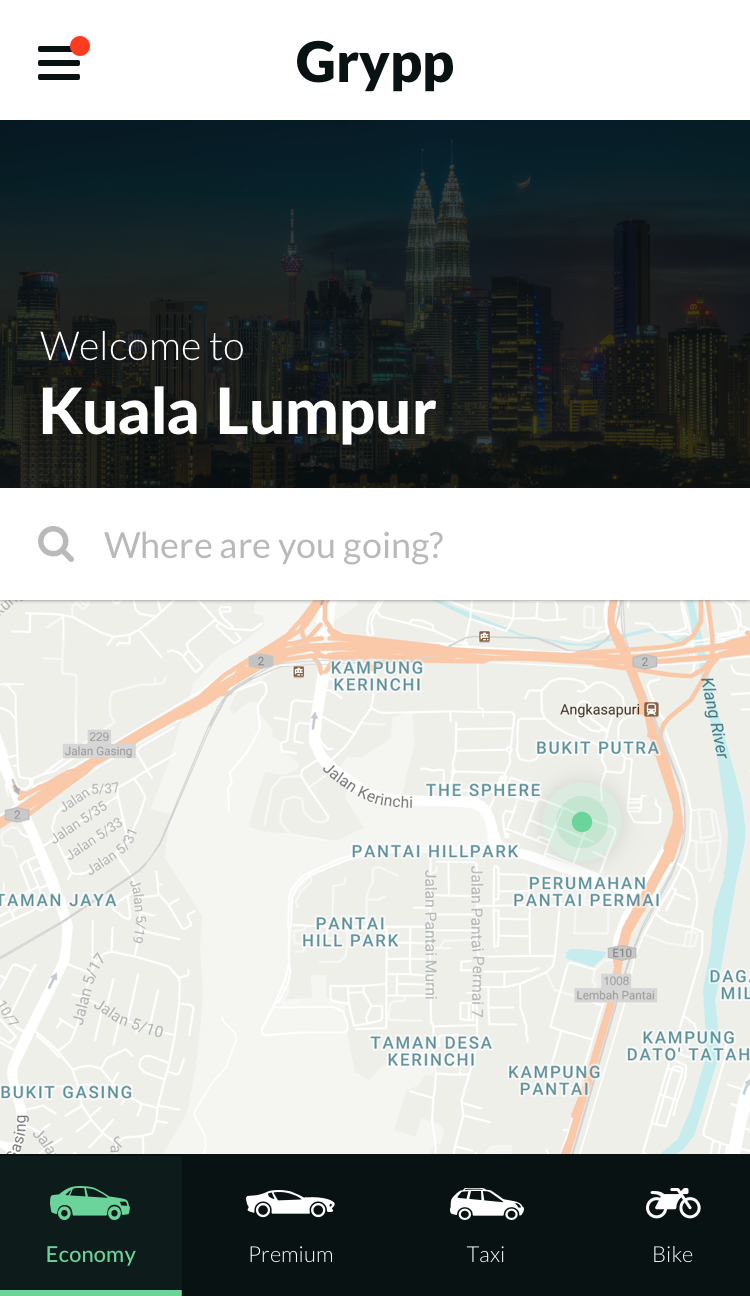 Grypp
Welcome to
Kuala Lumpur
Where are you going?
2
KAMPUNG
KERINCHI
2
Angkasapuri
Klang River
229
Jalan Gasing
BUKIT PUTRA
Jalan Kerinchi
THE SPHERE
2
Jalan 5/37
Jalan 5/35
Jalan 5/33
Jalan 5/31
PANTAI HILLPARK
PERUMAHAN
PANTAI PERMAI
TAMAN JAYA
Jalan 5/19
PANTAI
HILL PARK
Jalan Pantai Murni
Jalan Pantai Permai 7
E10
1008
Lembah Pantai
Jalan 5/17
10/7
Jalan 5/10
DAG
MIL
TAMAN DESA
KERINCHI
KAMPUNG
DATO' TATAH
KAMPUNG
PANTAI
BUKIT GASING
asing
Jala
Economy
Premium
Taxi
Bike